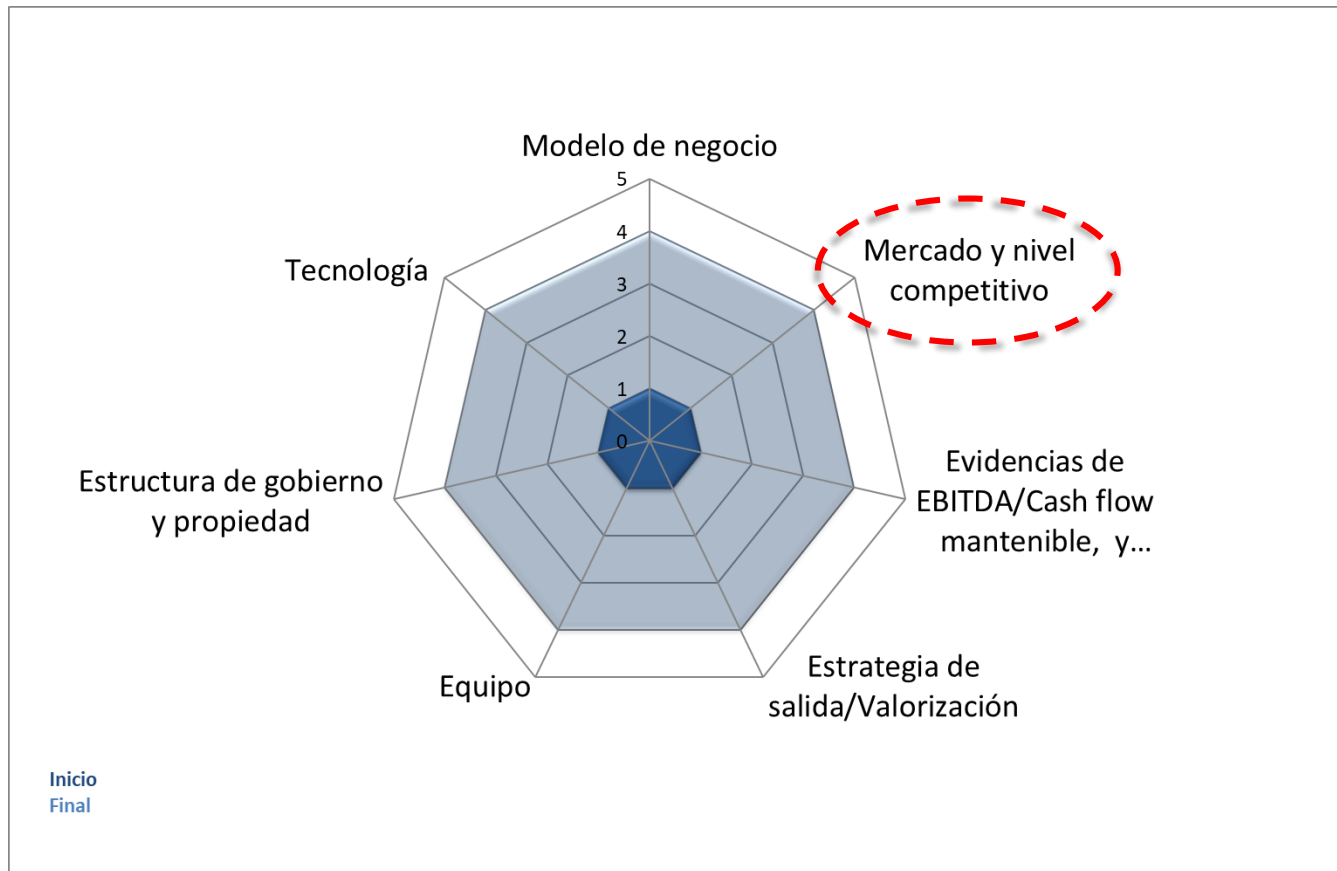 Modelo de negocio
5
4
3
2
1
0
Mercado y nivel
competitivo
Evidencias de
EBITDA/Cash flow
mantenible, y…
Estrategia de
salida/Valorización
Equipo
Estructura de gobierno
y propiedad
Tecnología
Inicio
Final